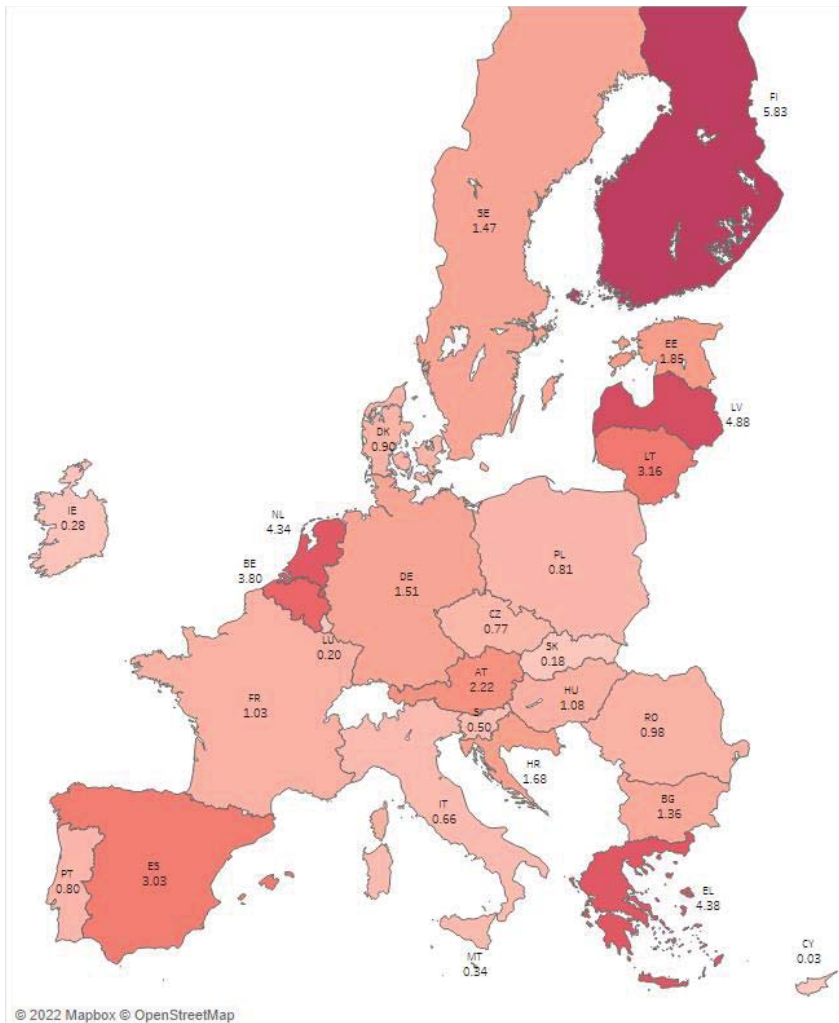 FI
5.83
SE
1.47
EE
1.85
LV
4.88
LT
3.16
DK
0.90
IE
0.28
NL
4.34
BE
3.80
DE
1.51
PL
0.81
CZ
0.77
LU
0.20
SK
0.18
AT
2.22
HU
1.08
FR
1.03
SI
0.50
RO
0.98
HR
1.68
BG
1.36
IT
0.66
ES
3.03
PT
0.80
EL
4.38
MT
0.34
CY
0.03
© 2022 Mapbox © OpenStreetMap